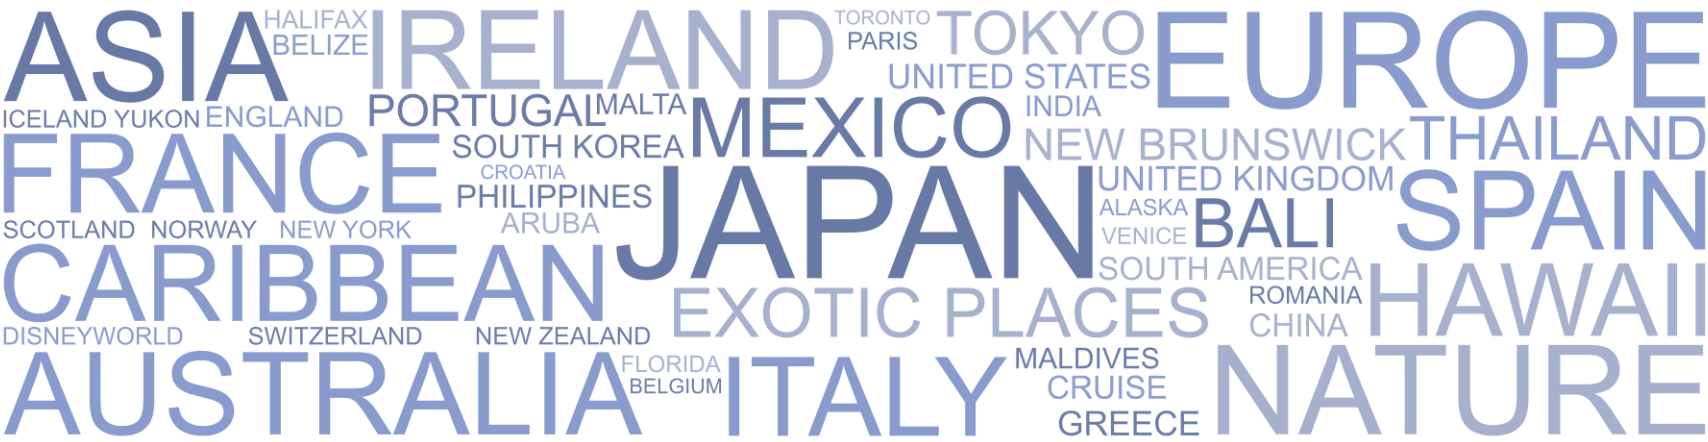 ASIA
HALIFAX
BELIZE
IRELAND
TORONTO
PARIS
TOKYO
UNITED STATES
EUROPE
ICELAND
YUKON
ENGLAND
PORTUGAL
MALTA
MEXICO
INDIA
NEW BRUNSWICK
THAILAND
FRANCE
SOUTH KOREA
CROATIA
PHILIPPINES
ARUBA
JAPAN
UNITED KINGDOM
ALASKA
VENICE
BALI
SPAIN
SCOTLAND
NORWAY
NEW YORK
CARIBBEAN
SOUTH AMERICA
ROMANIA
CHINA
HAWAII
EXOTIC PLACES
DISNEYWORLD
SWITZERLAND
NEW ZEALAND
AUSTRALIA
FLORIDA
BELGIUM
ITALY
MALDIVES
CRUISE
GREECE
NATURE